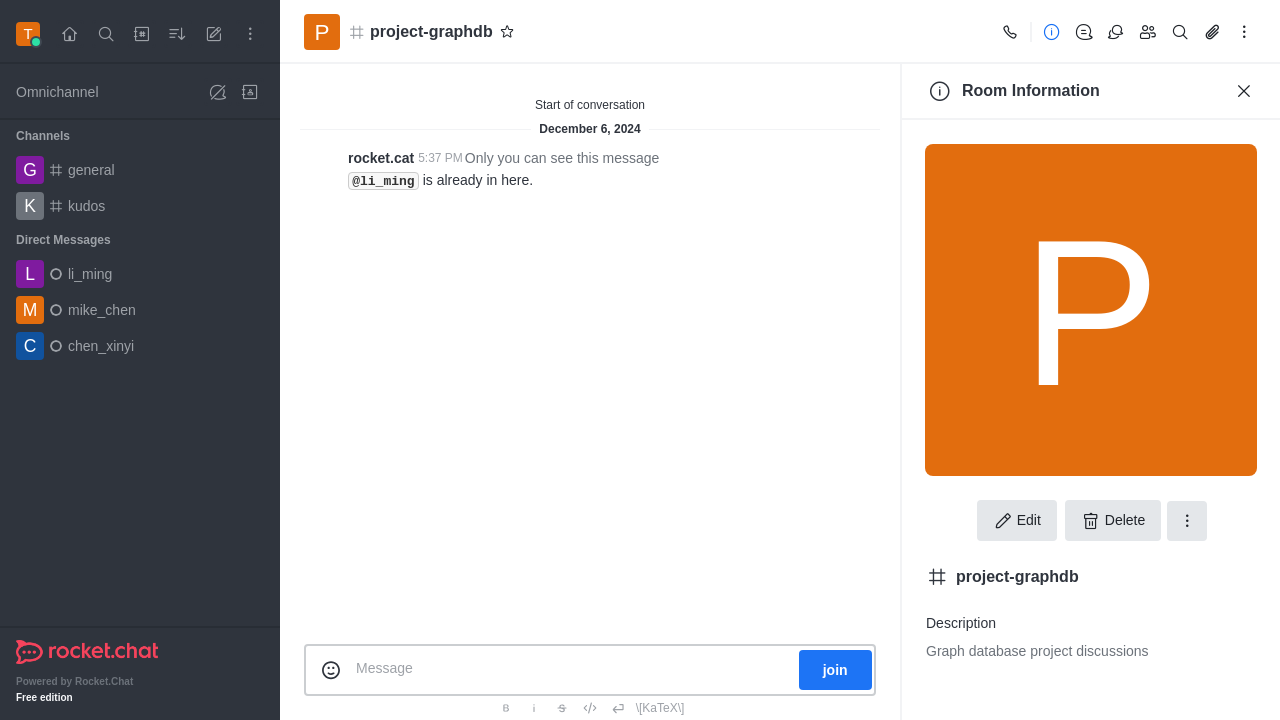 T
Omnichannel
Channels
G general
K kudos
Direct Messages
L li_ming
M mike_chen
C chen_xinyi
rocket.chat
Powered by Rocket.Chat
Free edition
P project-graphdb
Start of conversation
December 6, 2024
rocket.cat 5:37 PM Only you can see this message
@li_ming is already in here.
Message
join
B i S </> \[KaTeX\]
Room Information
P
Edit Delete
project-graphdb
Description
Graph database project discussions